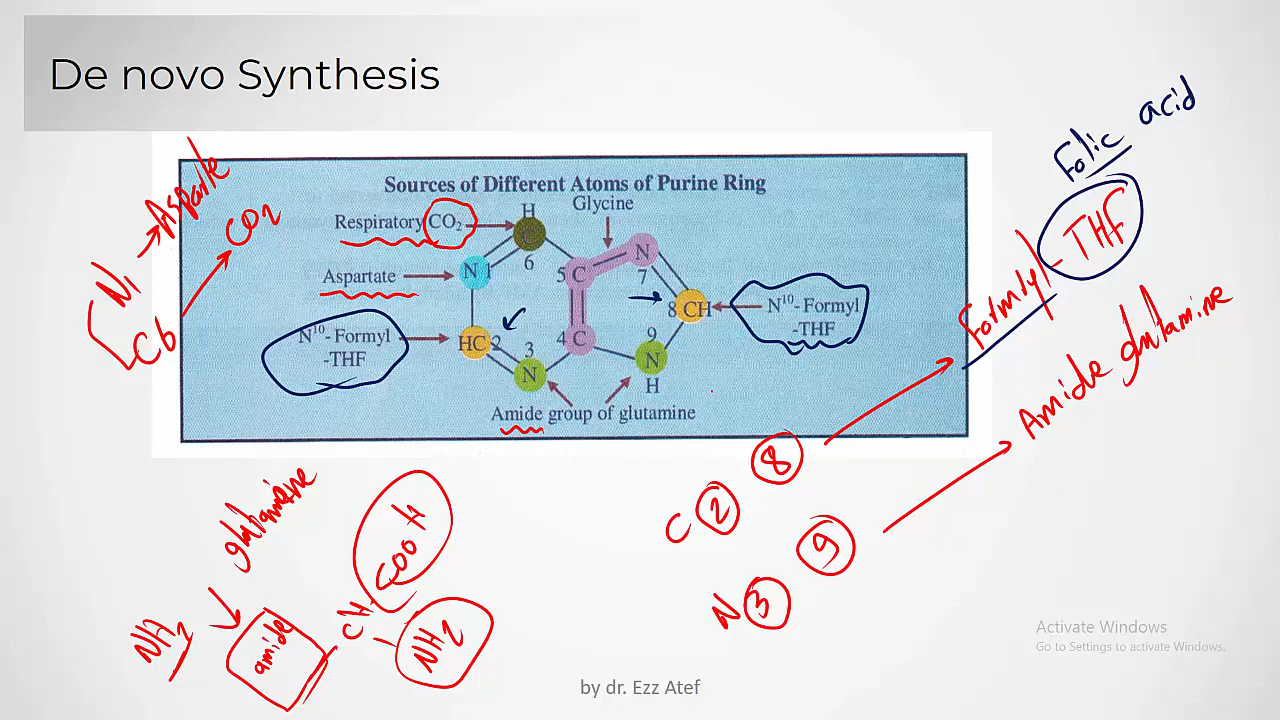 De novo Synthesis
Folic acid
Sources of Different Atoms of Purine Ring
Respiratory CO₂
H
Glycine
Formlyl-THF
N₁ → Aspartle
C
6
N
7
CO2
Aspartate
N 1
5 C
C6
N¹⁰- Formyl
-THF
HC 2
3
N
4 C
8 CH
N¹⁰- Formyl
-THF
9
N
H
Amide group of glutamine
Amide glutamine
C 2 8
N 3 9
glutamine
NH2
amide
CH
COOH
NH2
Activate Windows
Go to Settings to activate Windows.
by dr. Ezz Atef